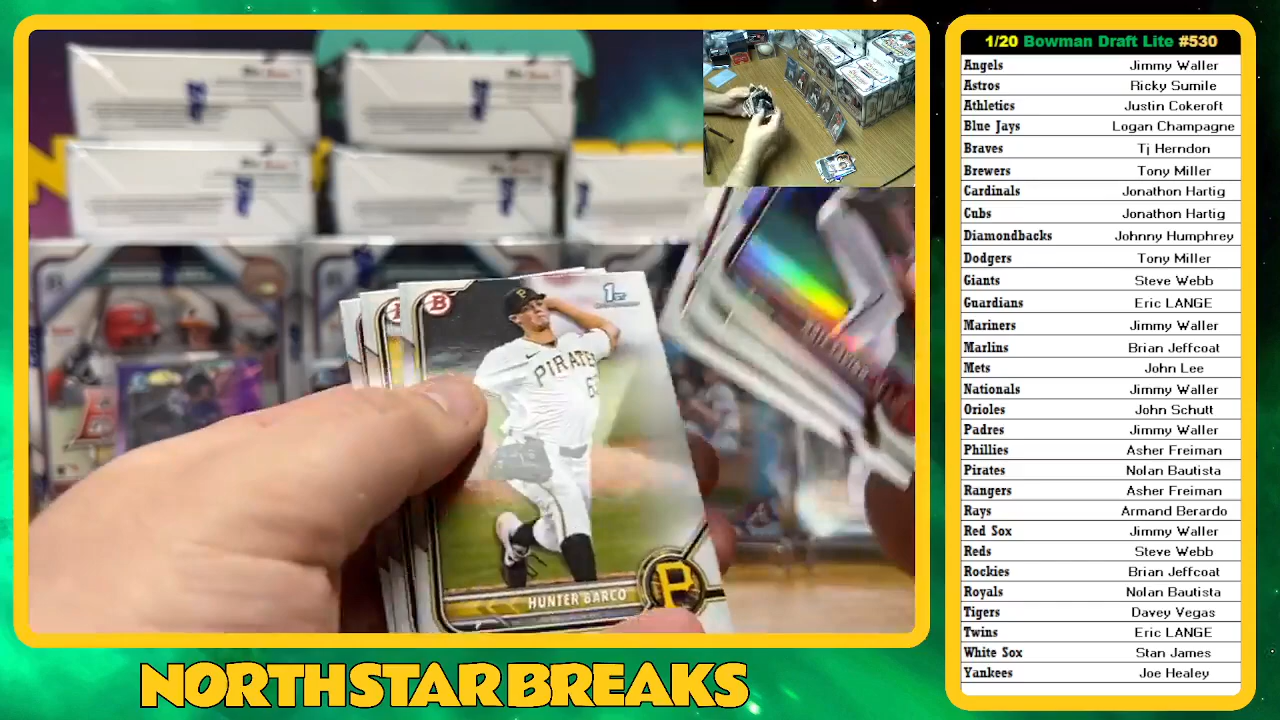 1st
PIRATES
HUNTER BARCO
P
NORTHSTAR BREAKS
1/20 Bowman Draft Lite #530
Angels Jimmy Waller
Astros Ricky Sumile
Athletics Justin Cokeroft
Blue Jays Logan Champagne
Braves Tj Herndon
Brewers Tony Miller
Cardinals Jonathon Hartig
Cubs Jonathon Hartig
Diamondbacks Johnny Humphrey
Dodgers Tony Miller
Giants Steve Webb
Guardians Eric LANGE
Mariners Jimmy Waller
Marlins Brian Jeffcoat
Mets John Lee
Nationals Jimmy Waller
Orioles John Schutt
Padres Jimmy Waller
Phillies Asher Freiman
Pirates Nolan Bautista
Rangers Asher Freiman
Rays Armand Berardo
Red Sox Jimmy Waller
Reds Steve Webb
Rockies Brian Jeffcoat
Royals Nolan Bautista
Tigers Davey Vegas
Twins Eric LANGE
White Sox Stan James
Yankees Joe Healey